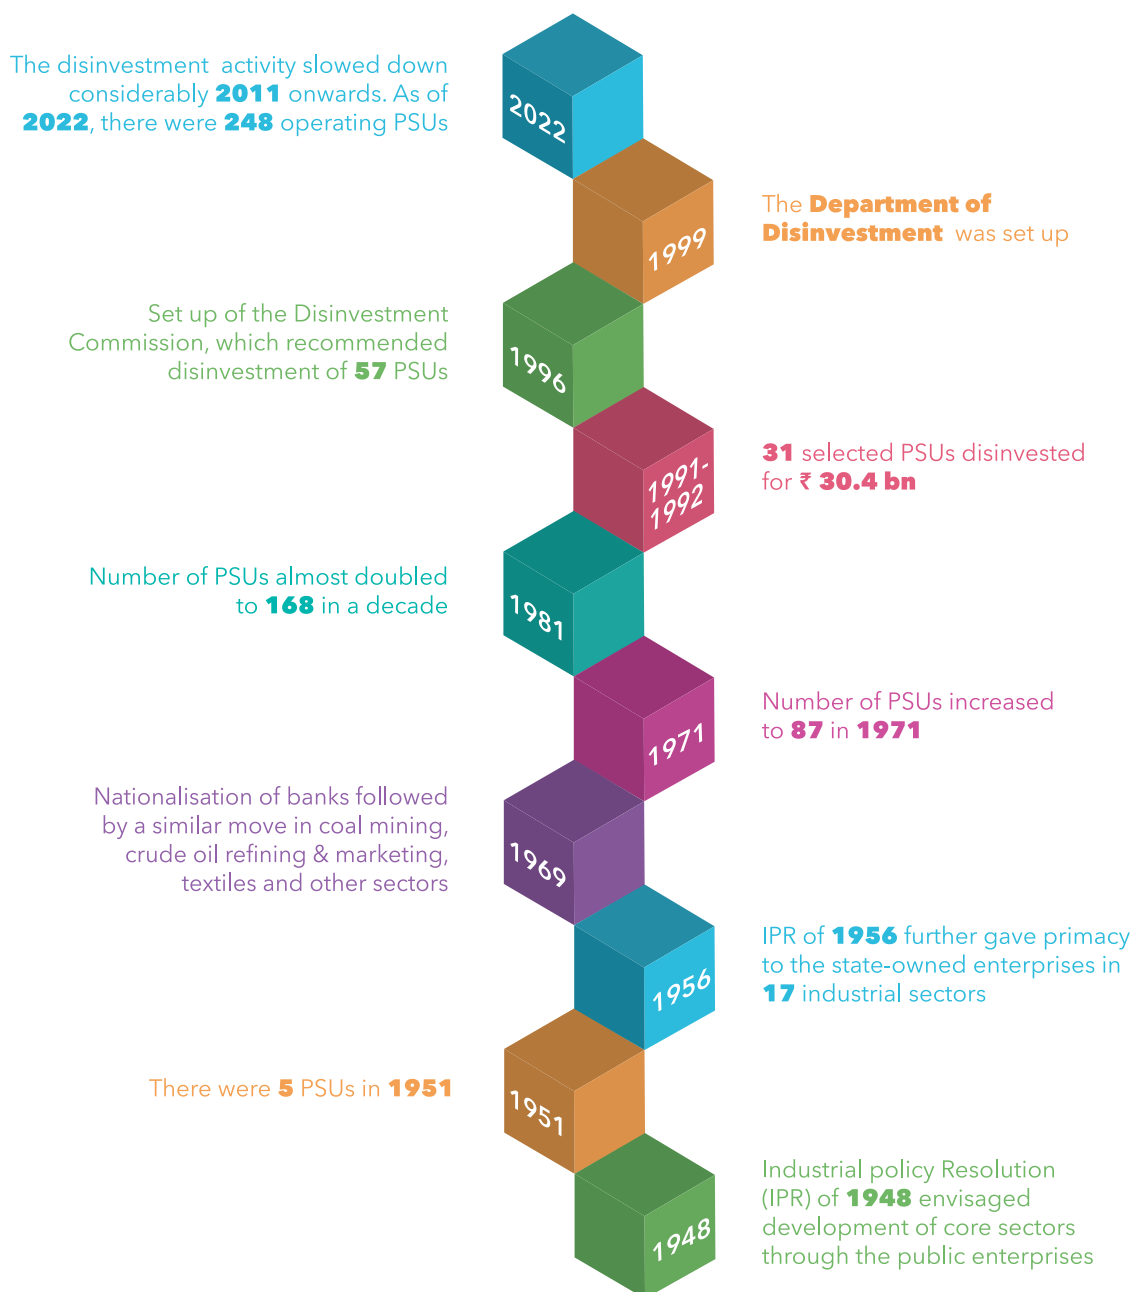 The disinvestment activity slowed down
considerably 2011 onwards. As of
2022, there were 248 operating PSUs
2022
The Department of
Disinvestment was set up
1999
Set up of the Disinvestment
Commission, which recommended
disinvestment of 57 PSUs
1996
31 selected PSUs disinvested
for ₹ 30.4 bn
1991-
1992
Number of PSUs almost doubled
to 168 in a decade
1981
Number of PSUs increased
to 87 in 1971
1971
Nationalisation of banks followed
by a similar move in coal mining,
crude oil refining & marketing,
textiles and other sectors
1969
IPR of 1956 further gave primacy
to the state-owned enterprises in
17 industrial sectors
1956
There were 5 PSUs in 1951
1951
Industrial policy Resolution
(IPR) of 1948 envisaged
development of core sectors
through the public enterprises
1948